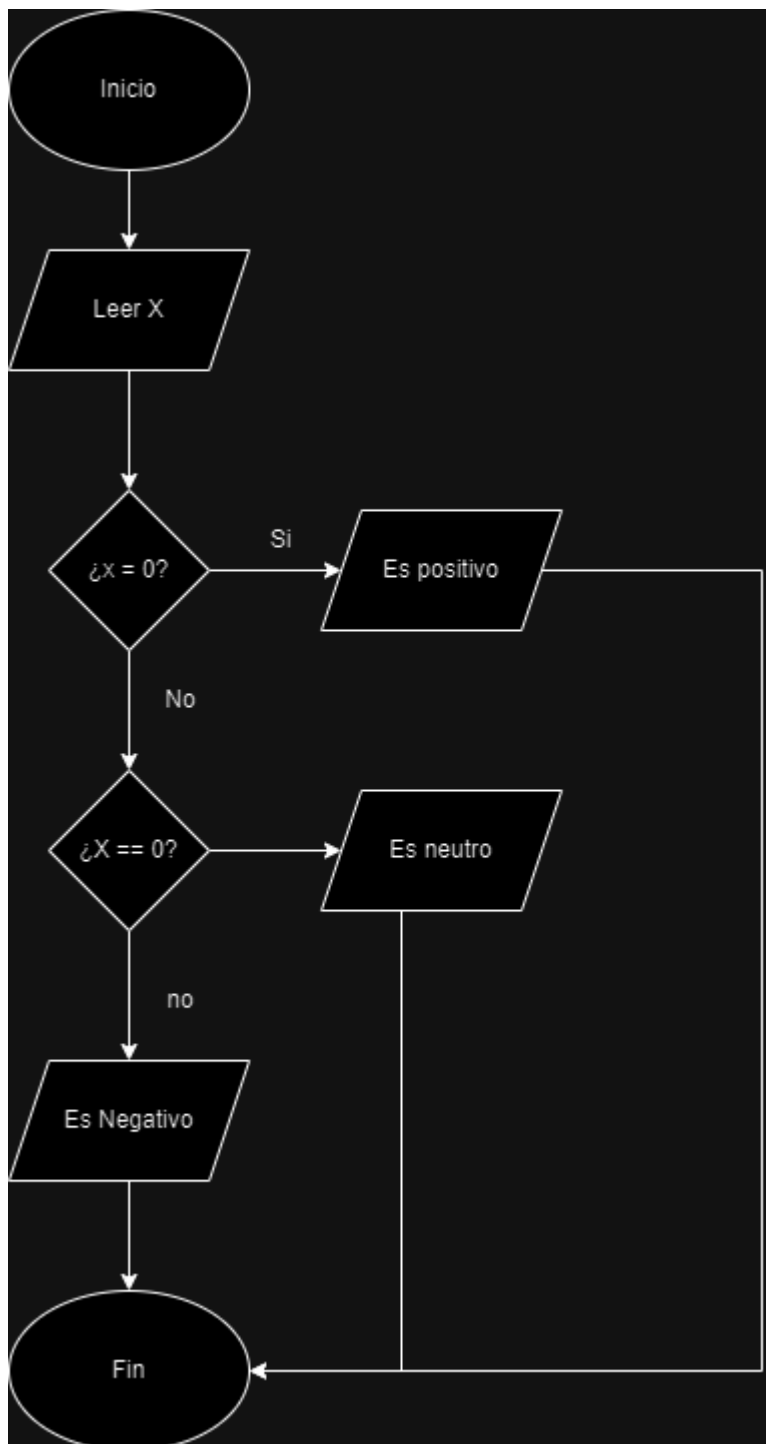 Inicio
Leer X
¿x = 0?
Si
Es positivo
No
¿X == 0?
Es neutro
no
Es Negativo
Fin